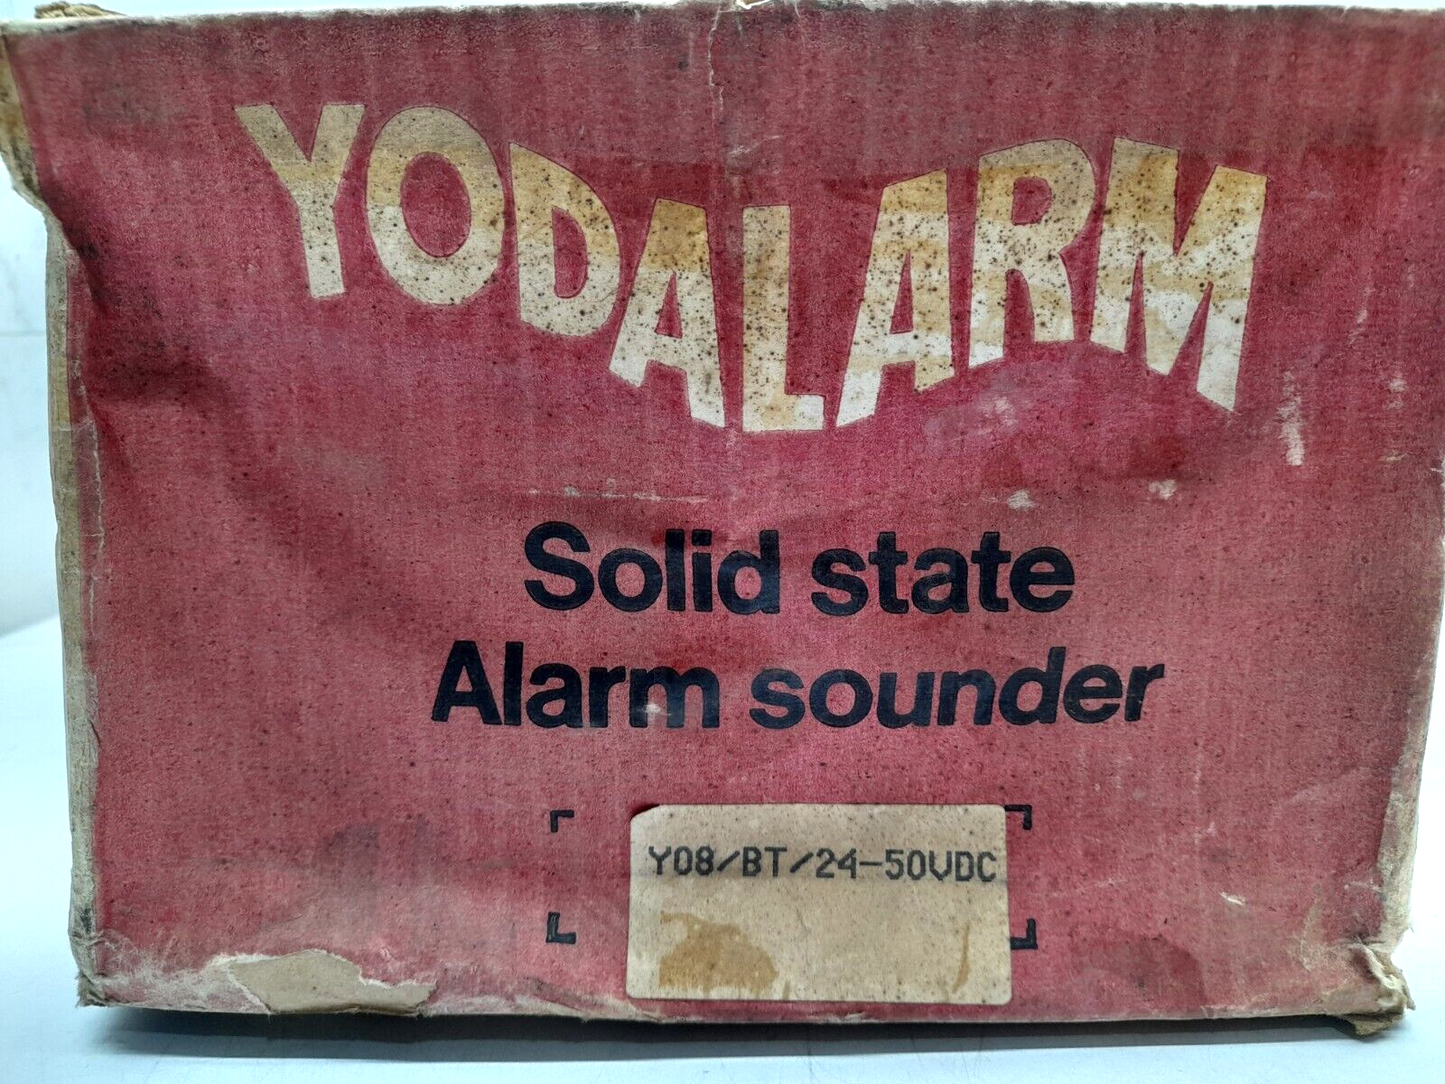 YODALARM
Solid state
Alarm sounder
Y08/BT/24-50VDC